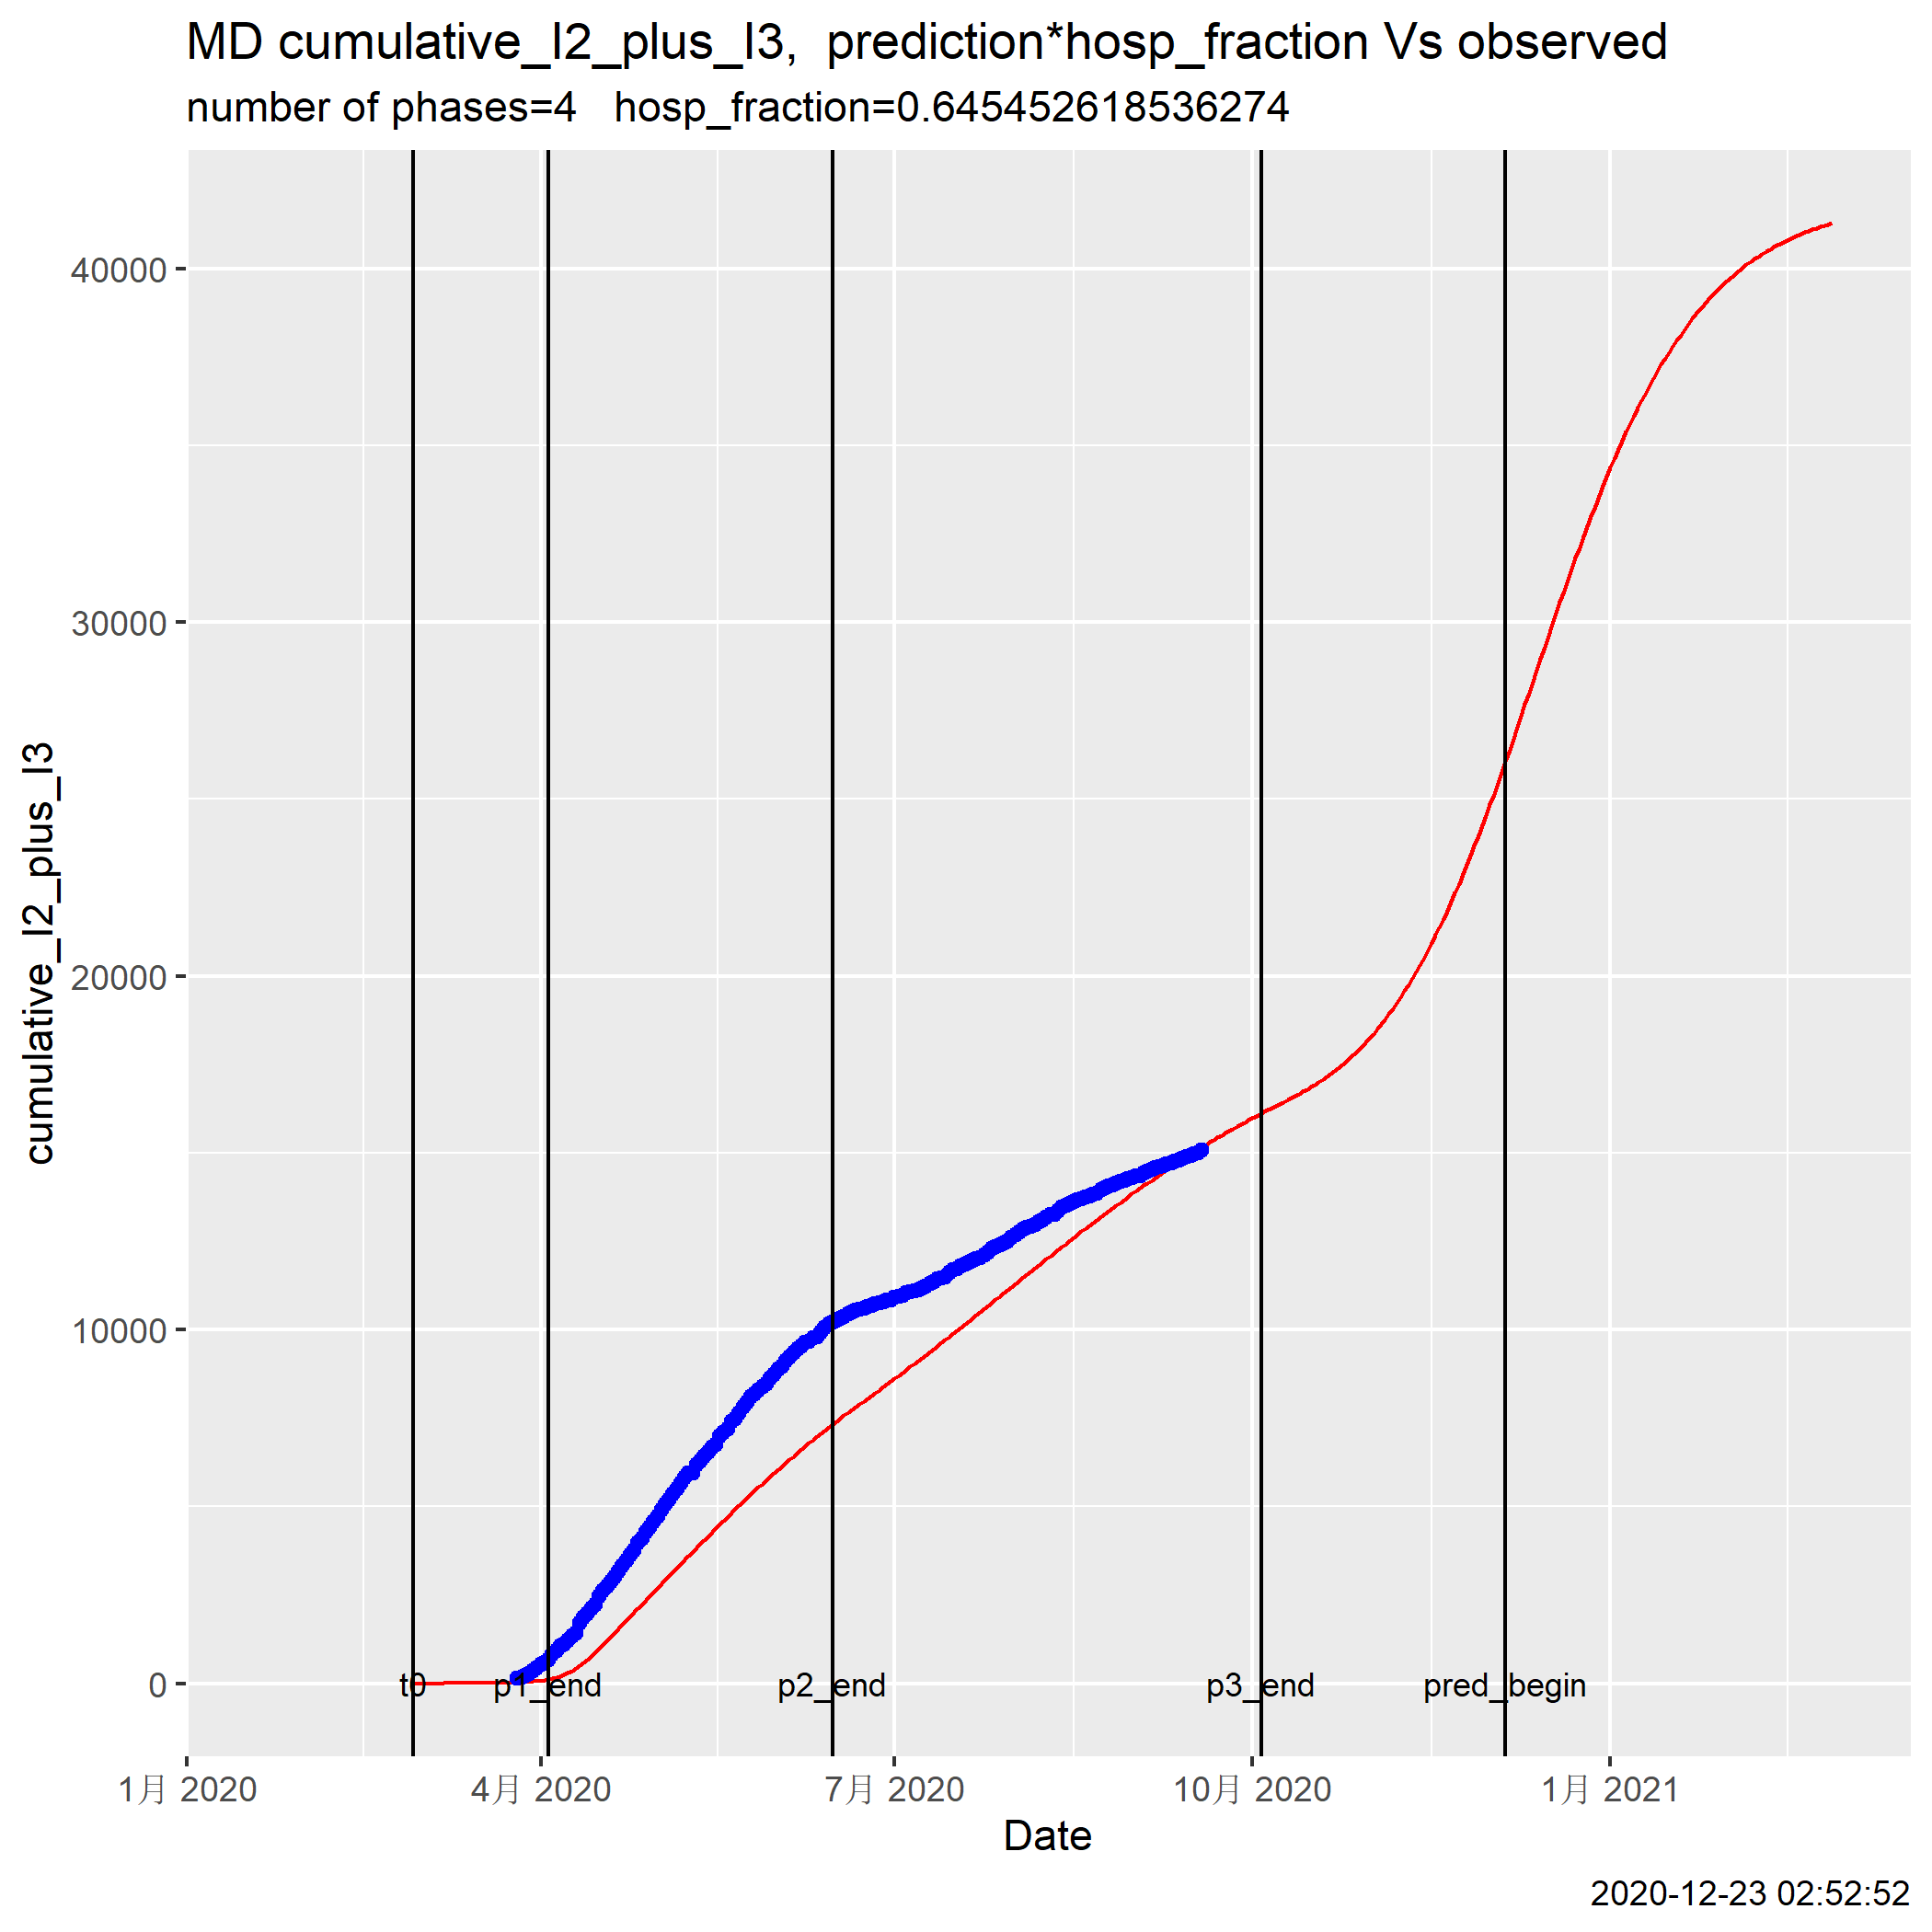 MD cumulative_I2_plus_I3,  prediction*hosp_fraction Vs observed
number of phases=4   hosp_fraction=0.645452618536274
cumulative_I2_plus_I3
40000
30000
20000
10000
0
t0 p1_end p2_end p3_end pred_begin
1月 2020 4月 2020 7月 2020 10月 2020 1月 2021
Date
2020-12-23 02:52:52